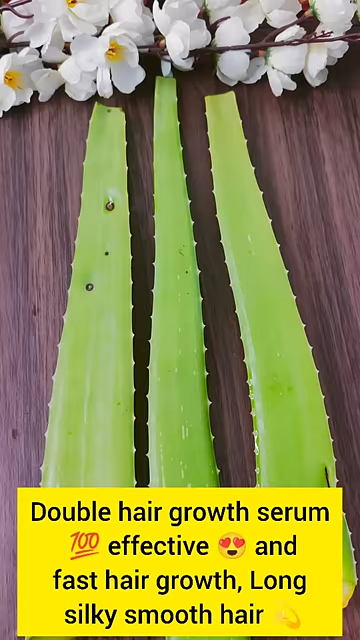 Double hair growth serum
💯 effective 😍 and
fast hair growth, Long
silky smooth hair 💫